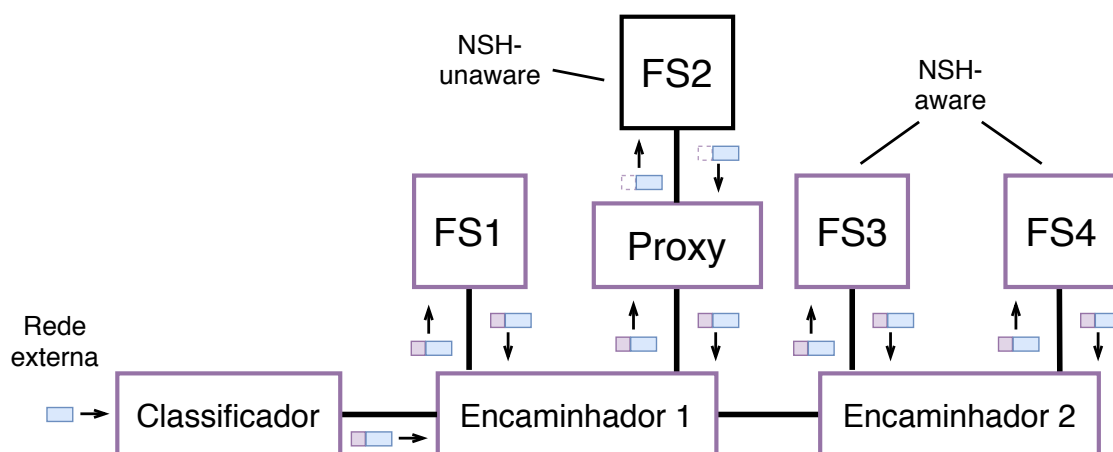 NSH-
unaware
FS2
NSH-
aware
FS1
Proxy
FS3
FS4
Rede
externa
Classificador
Encaminhador 1
Encaminhador 2